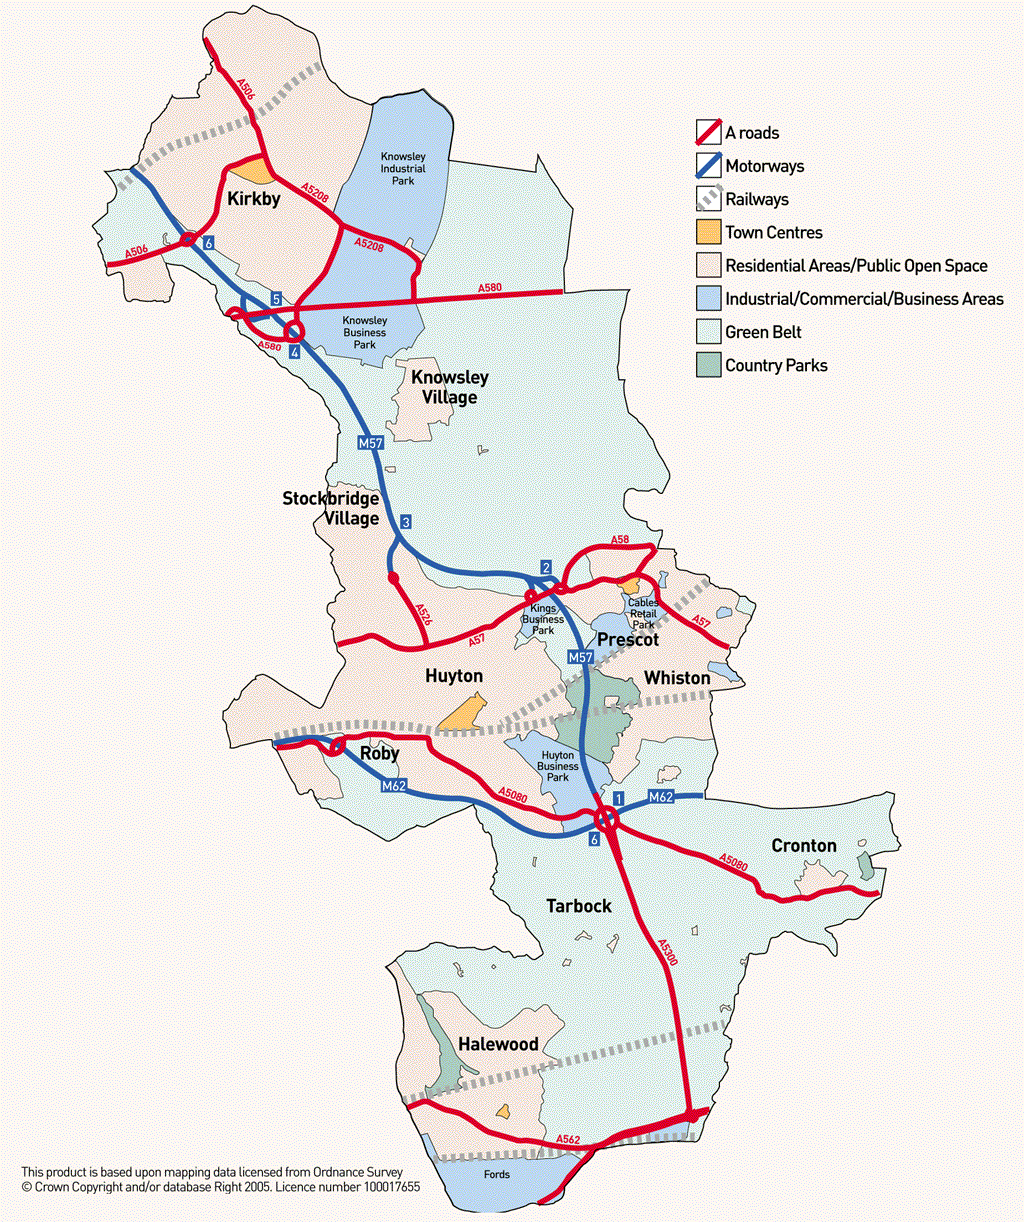 A506
Knowsley
Industrial
Park
A roads
Motorways
Railways
Town Centres
Residential Areas/Public Open Space
Industrial/Commercial/Business Areas
Green Belt
Country Parks
Kirkby
A5208
A5208
A506
6
5
A580
Knowsley
Business
Park
A580
4
Knowsley
Village
M57
Stockbridge
Village
3
A58
2
A526
A57
Kings
Business
Park
Cables
Retail
Park
A57
Prescot
M57
Huyton
Whiston
Roby
Huyton
Business
Park
M62
A5080
1
M62
6
Cronton
A5080
Tarbock
A5300
Halewood
A562
Fords
This product is based upon mapping data licensed from Ordnance Survey
© Crown Copyright and/or database Right 2005. Licence number 100017655